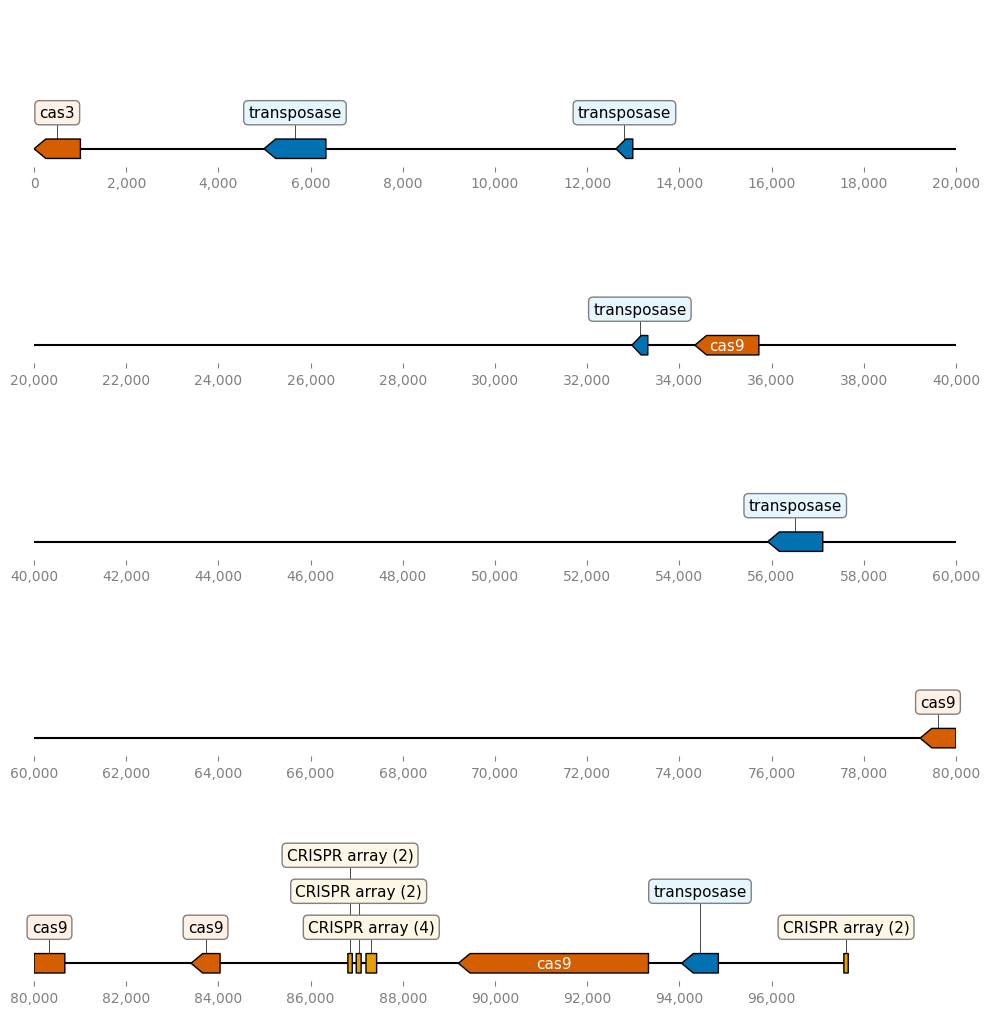 cas3 transposase transposase
0 2,000 4,000 6,000 8,000 10,000 12,000 14,000 16,000 18,000 20,000
transposase
cas9
20,000 22,000 24,000 26,000 28,000 30,000 32,000 34,000 36,000 38,000 40,000
transposase
40,000 42,000 44,000 46,000 48,000 50,000 52,000 54,000 56,000 58,000 60,000
cas9
60,000 62,000 64,000 66,000 68,000 70,000 72,000 74,000 76,000 78,000 80,000
CRISPR array (2)
CRISPR array (2) transposase
cas9 cas9 CRISPR array (4) CRISPR array (2)
cas9
80,000 82,000 84,000 86,000 88,000 90,000 92,000 94,000 96,000